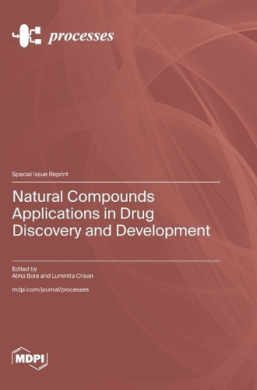 processes
Special Issue Reprint
Natural Compounds
Applications in Drug
Discovery and Development
Edited by
Alina Bora and Luminita Crisan
mdpi.com/journal/processes
MDPI